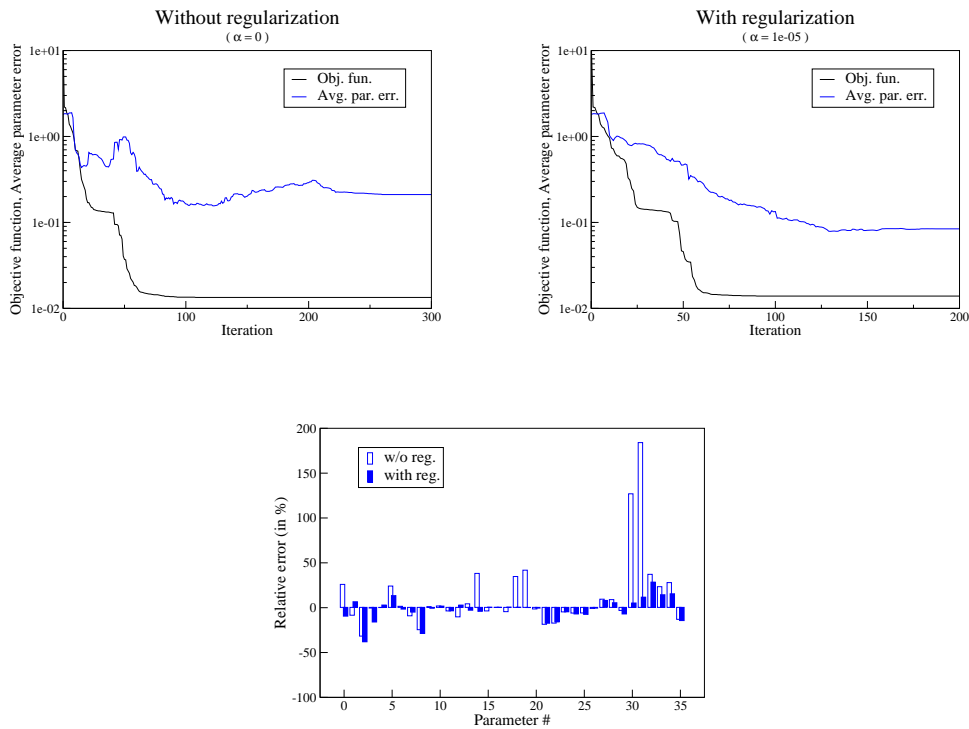 Without regularization
( α = 0 )
Objective function, Average parameter error
1e+01
1e+00
1e-01
1e-02
Obj. fun.
Avg. par. err.
0
100
200
300
Iteration
With regularization
( α = 1e-05 )
Objective function, Average parameter error
1e+01
1e+00
1e-01
1e-02
Obj. fun.
Avg. par. err.
0
50
100
150
200
Iteration
Relative error (in %)
200
150
100
50
0
-50
-100
w/o reg.
with reg.
0
5
10
15
20
25
30
35
Parameter #